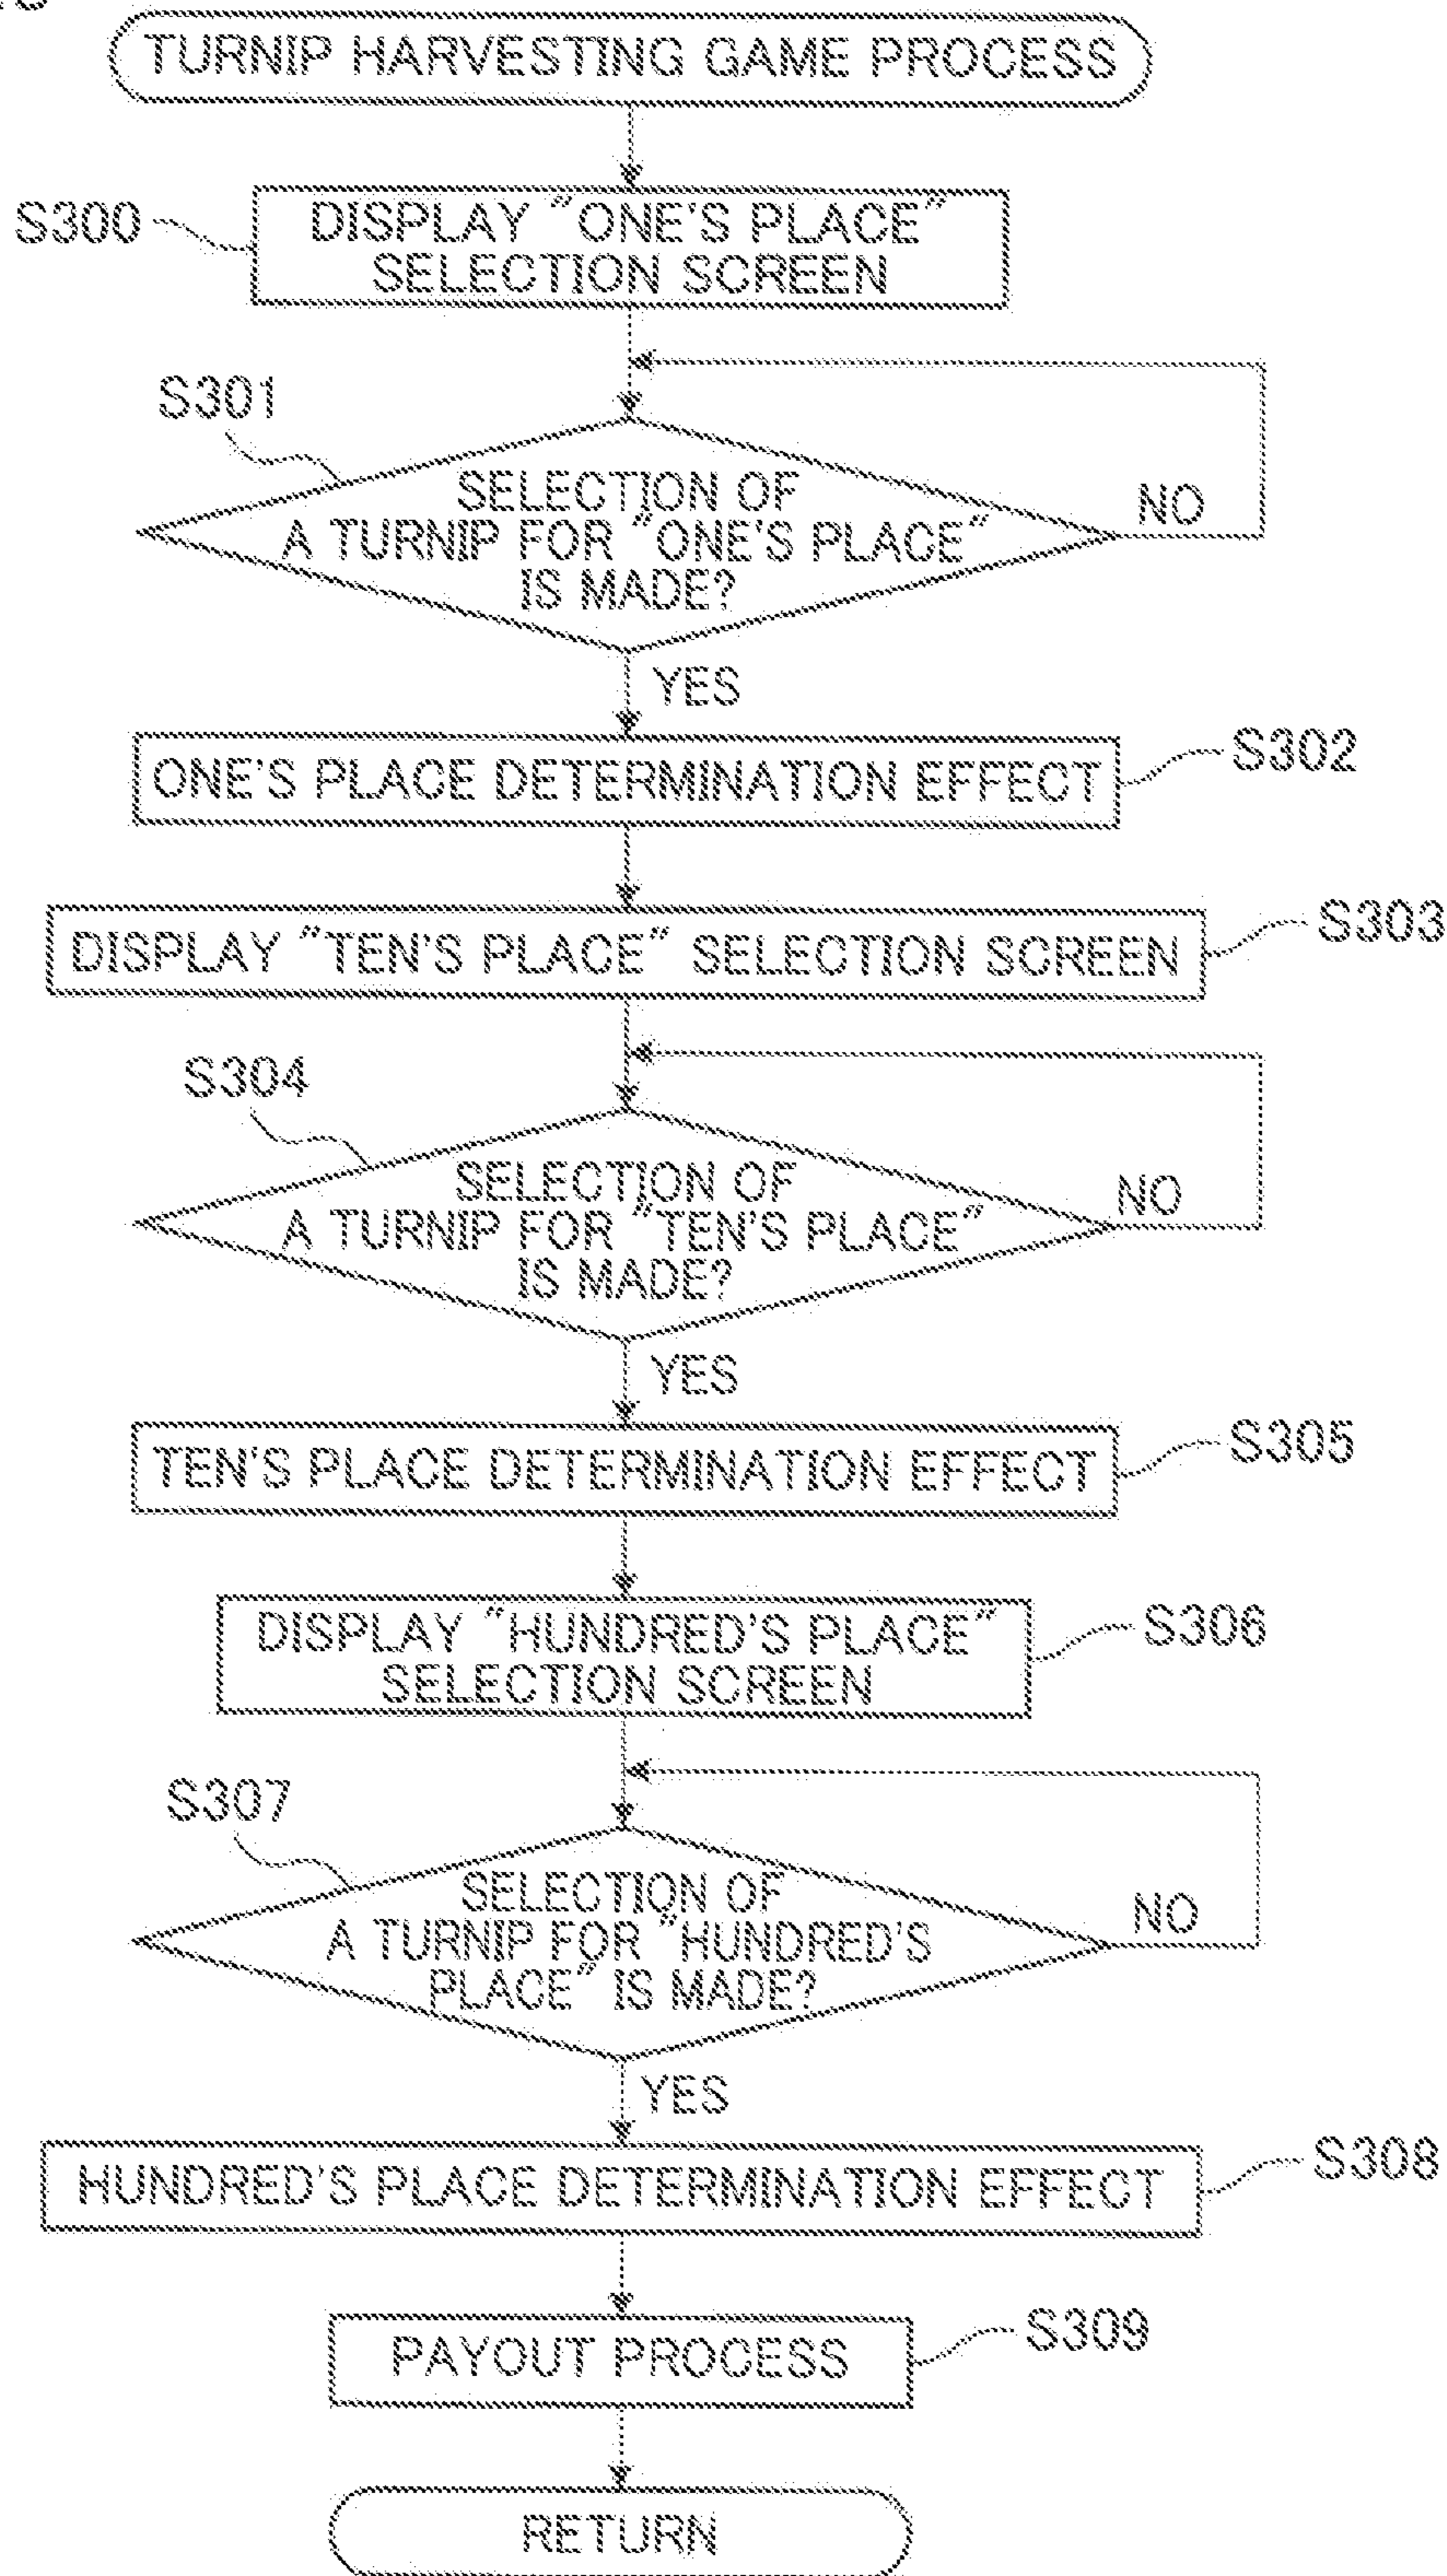 TURNIP HARVESTING GAME PROCESS
S300
DISPLAY "ONE'S PLACE"
SELECTION SCREEN
S301
SELECTION OF
A TURNIP FOR "ONE'S PLACE"
IS MADE?
NO
YES
ONE'S PLACE DETERMINATION EFFECT
S302
DISPLAY "TEN'S PLACE" SELECTION SCREEN
S303
S304
SELECTION OF
A TURNIP FOR "TEN'S PLACE"
IS MADE?
NO
YES
TEN'S PLACE DETERMINATION EFFECT
S305
DISPLAY "HUNDRED'S PLACE"
SELECTION SCREEN
S306
S307
SELECTION OF
A TURNIP FOR "HUNDRED'S
PLACE" IS MADE?
NO
YES
HUNDRED'S PLACE DETERMINATION EFFECT
S308
PAYOUT PROCESS
S309
RETURN